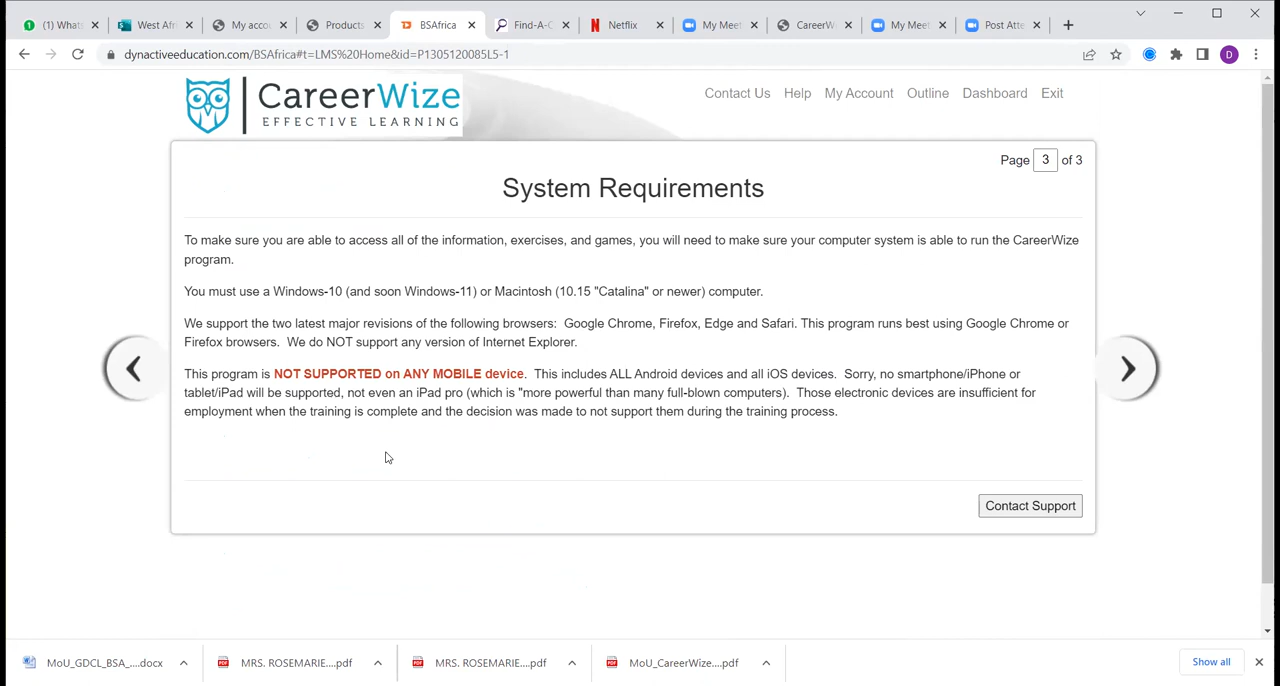 (1) Whats
West Afri
My accou
Products
BSAfrica
Find-A-C
Netflix
My Meet
CareerW
My Meet
Post Atte
dynactiveeducation.com/BSAfrica#t=LMS%20Home&id=P1305120085L5-1
D
CareerWize
EFFECTIVE LEARNING
Contact Us Help My Account Outline Dashboard Exit
Page 3 of 3
System Requirements
To make sure you are able to access all of the information, exercises, and games, you will need to make sure your computer system is able to run the CareerWize
program.
You must use a Windows-10 (and soon Windows-11) or Macintosh (10.15 "Catalina" or newer) computer.
We support the two latest major revisions of the following browsers: Google Chrome, Firefox, Edge and Safari. This program runs best using Google Chrome or
Firefox browsers. We do NOT support any version of Internet Explorer.
This program is NOT SUPPORTED on ANY MOBILE device. This includes ALL Android devices and all iOS devices. Sorry, no smartphone/iPhone or
tablet/iPad will be supported, not even an iPad pro (which is "more powerful than many full-blown computers). Those electronic devices are insufficient for
employment when the training is complete and the decision was made to not support them during the training process.
Contact Support
MoU_GDCL_BSA_....docx
MRS. ROSEMARIE....pdf
MRS. ROSEMARIE....pdf
MoU_CareerWize....pdf
Show all